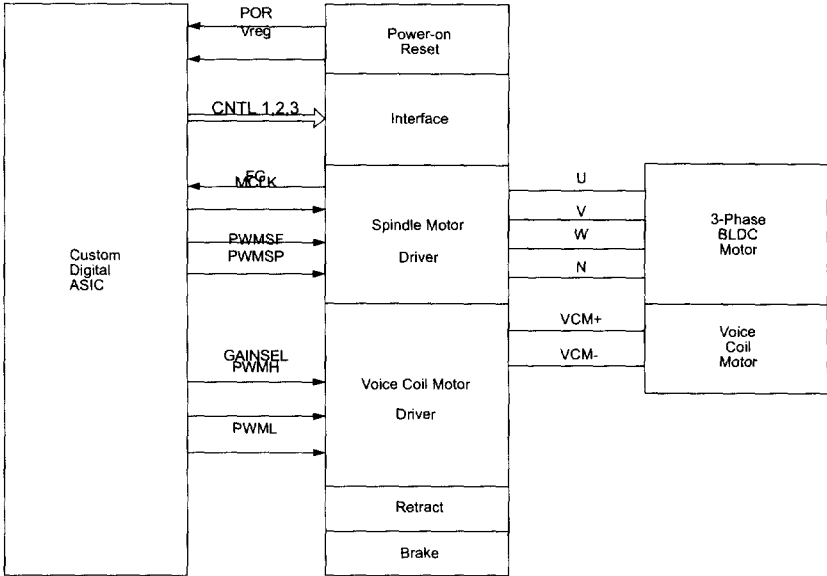 POR
Vreg
Power-on
Reset
CNTL 1,2,3
Interface
FG
MCLK
PWMSF
PWMSP
Spindle Motor
Driver
U
V
W
N
3-Phase
BLDC
Motor
Custom
Digital
ASIC
GAINSEL
PWMH
PWML
Voice Coil Motor
Driver
VCM+
VCM-
Voice
Coil
Motor
Retract
Brake